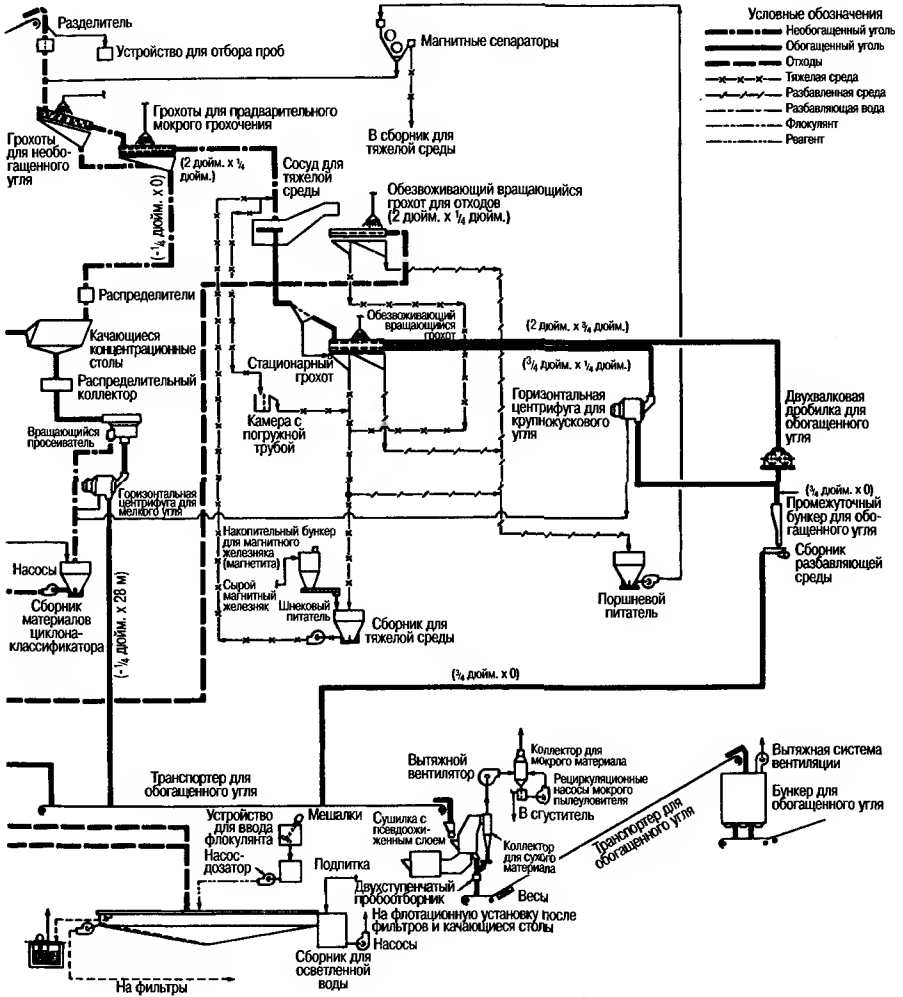 Разделитель
Устройство для отбора проб
Магнитные сепараторы
В сборник для
тяжелой среды
Условные обозначения
Необогащенный уголь
Обогащенный уголь
Отходы
Тяжелая среда
Разбавленная среда
Разбавляющая вода
Флокулянт
Реагент
Грохоты
для необо-
гащенного
угля
Грохоты для прадварительного
мокрого грохочения
(2 дюйм. x 1/4
дюйм.)
(-1/4 дюйм. x 0)
Сосуд для
тяжелой
среды
Обезвоживающий вращающийся
грохот для отходов
(2 дюйм. x 1/4 дюйм.)
Распределители
Качающиеся
концентрационные
столы
Распределительный
коллектор
Вращающийся
просеиватель
Горизонтальная
центрифуга для
мелкого угля
Обезвоживающий
вращающийся
грохот
Стационарный
грохот
Камера с
погружной
трубой
(2 дюйм. x 3/4 дюйм.)
(3/4 дюйм. x 1/4 дюйм.)
Горизонтальная
центрифуга для
крупнокускового
угля
Двухвалковая
дробилка для
обогащенного
угля
(3/4 дюйм. x 0)
Промежуточный
бункер для обо-
гащенного угля
Сборник
разбавляющей
среды
Насосы
Сборник
материалов
циклона-
классификатора
(-1/4 дюйм. x 28 м)
Накопительный бункер
для магнитного
железняка
(магнетита)
Сырой
магнитный
железняк
Шнековый
питатель
Сборник для
тяжелой среды
Поршневой
питатель
(3/4 дюйм. x 0)
Транспортер для
обогащенного угля
Вытяжной
вентилятор
Коллектор для
мокрого материала
Рециркуляционные
насосы мокрого
пылеуловителя
В сгуститель
Вытяжная система
вентиляции
Бункер для
обогащенного угля
Транспортер для
обогащенного угля
Устройство
для ввода
флокулянта
Мешалки
Насос-
дозатор
Подпитка
Сушилка с
псевдоожи-
женным слоем
Коллектор
для сухого
материала
Двухступенчатый
пробоотборник
Весы
На флотационную установку после
фильтров и качающиеся столы
Насосы
Сборник для
осветленной
воды
На фильтры